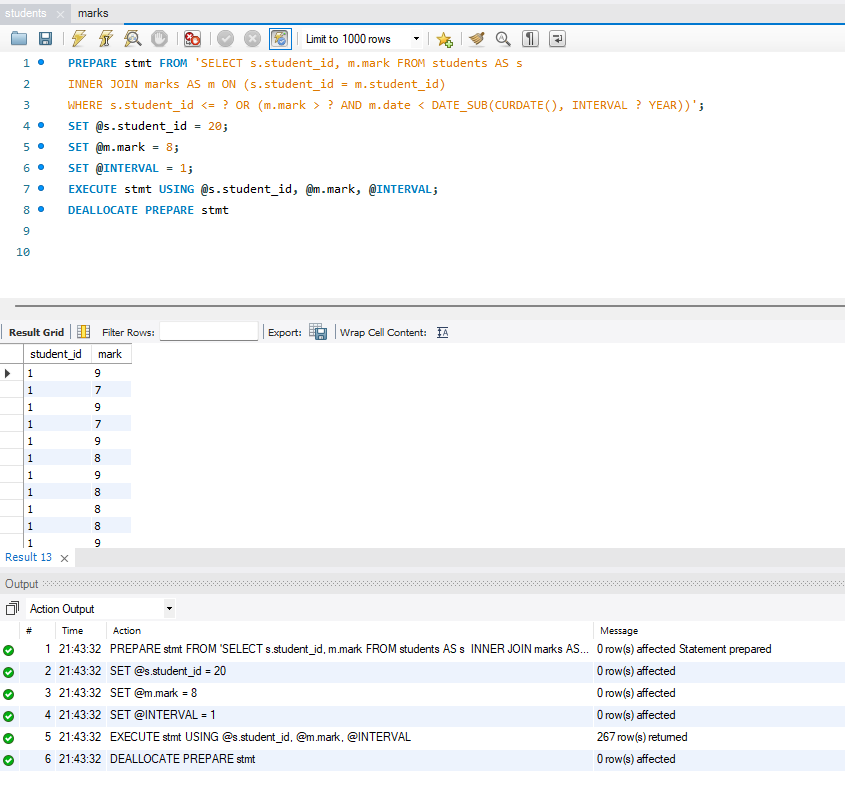 students marks
Limit to 1000 rows
1 PREPARE stmt FROM 'SELECT s.student_id, m.mark FROM students AS s
2 INNER JOIN marks AS m ON (s.student_id = m.student_id)
3 WHERE s.student_id <= ? OR (m.mark > ? AND m.date < DATE_SUB(CURDATE(), INTERVAL ? YEAR))';
4 SET @s.student_id = 20;
5 SET @m.mark = 8;
6 SET @INTERVAL = 1;
7 EXECUTE stmt USING @s.student_id, @m.mark, @INTERVAL;
8 DEALLOCATE PREPARE stmt
9
10
Result Grid Filter Rows: Export: Wrap Cell Content:
student_id mark
1 9
1 7
1 9
1 7
1 9
1 8
1 9
1 8
1 8
1 8
1 9
Result 13
Output
Action Output
# Time Action Message
1 21:43:32 PREPARE stmt FROM 'SELECT s.student_id, m.mark FROM students AS s INNER JOIN marks AS... 0 row(s) affected Statement prepared
2 21:43:32 SET @s.student_id = 20 0 row(s) affected
3 21:43:32 SET @m.mark = 8 0 row(s) affected
4 21:43:32 SET @INTERVAL = 1 0 row(s) affected
5 21:43:32 EXECUTE stmt USING @s.student_id, @m.mark, @INTERVAL 267 row(s) returned
6 21:43:32 DEALLOCATE PREPARE stmt 0 row(s) affected